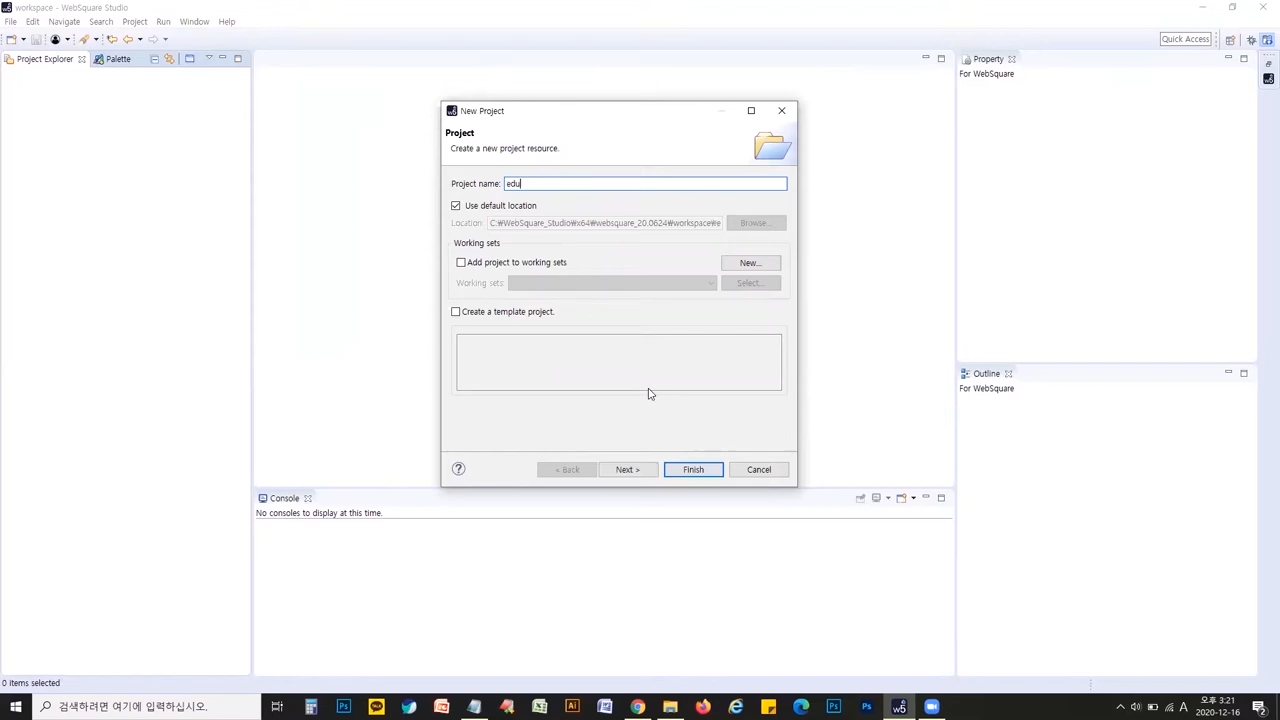 workspace - WebSquare Studio
File Edit Navigate Search Project Run Window Help
Quick Access
Project Explorer Palette
Property
For WebSquare
New Project
Project
Create a new project resource.
Project name: edu
Use default location
Location: C:₩WebSquare_Studio₩x64₩websquare_20.0624₩workspace₩e Browse...
Working sets
Add project to working sets New...
Working sets: Select...
Create a template project.
< Back Next > Finish Cancel
Outline
For WebSquare
Console
No consoles to display at this time.
0 items selected
검색하려면 여기에 입력하십시오.
A
오후 3:21
2020-12-16
2